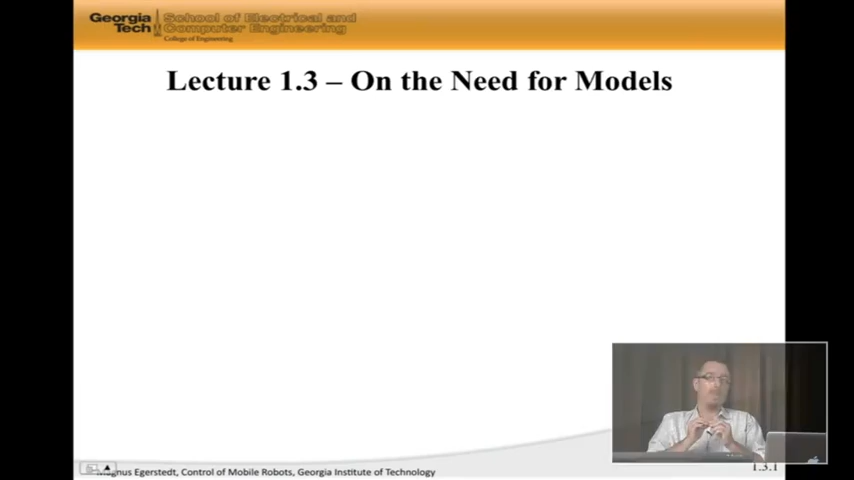 Georgia Tech
School of Electrical and Computer Engineering
College of Engineering
Lecture 1.3 – On the Need for Models
Magnus Egerstedt, Control of Mobile Robots, Georgia Institute of Technology
1.3.1